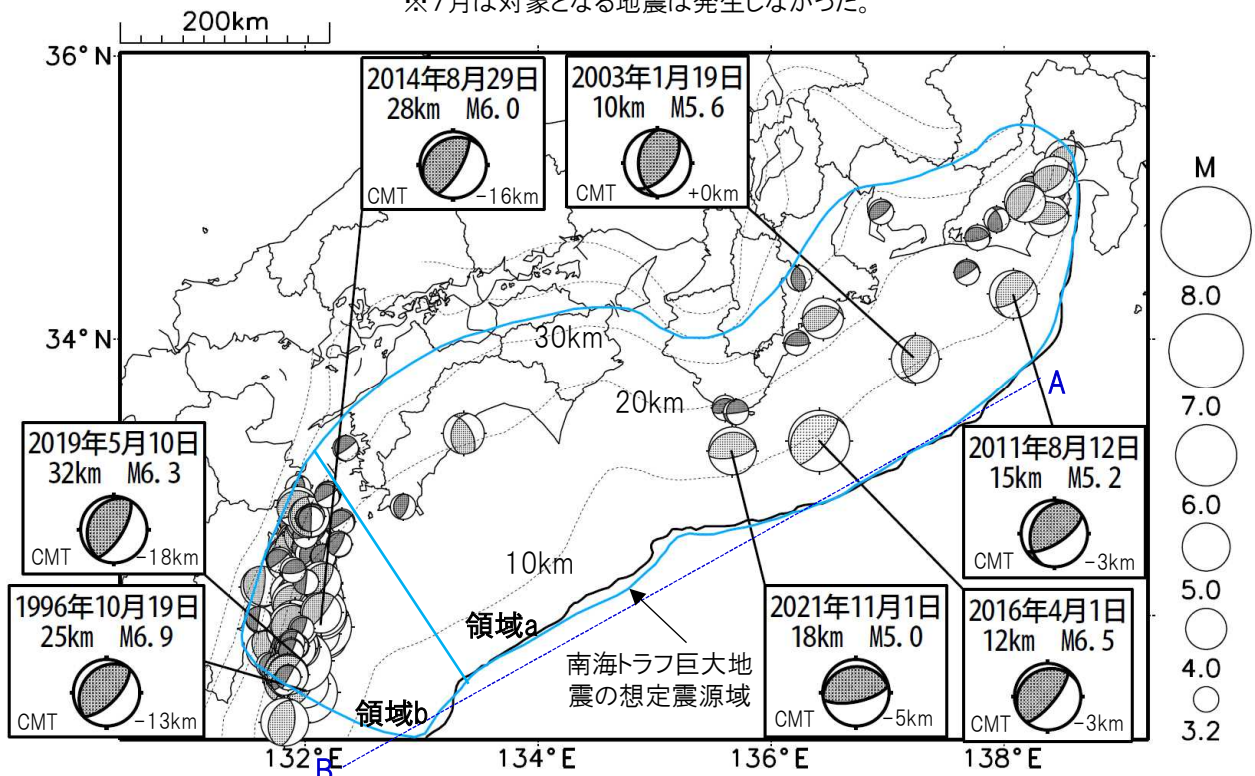 ※7月は対象となる地震は発生しなかった。
200km
36°N
2014年8月29日
28km M6.0
CMT -16km
2003年1月19日
10km M5.6
CMT +0km
M
8.0
7.0
6.0
5.0
4.0
3.2
34°N
30km
20km
10km
A
2019年5月10日
32km M6.3
CMT -18km
2011年8月12日
15km M5.2
CMT -3km
1996年10月19日
25km M6.9
CMT -13km
領域a
領域b
南海トラフ巨大地
震の想定震源域
2021年11月1日
18km M5.0
CMT -5km
2016年4月1日
12km M6.5
CMT -3km
132°E
134°E
136°E
138°E
B